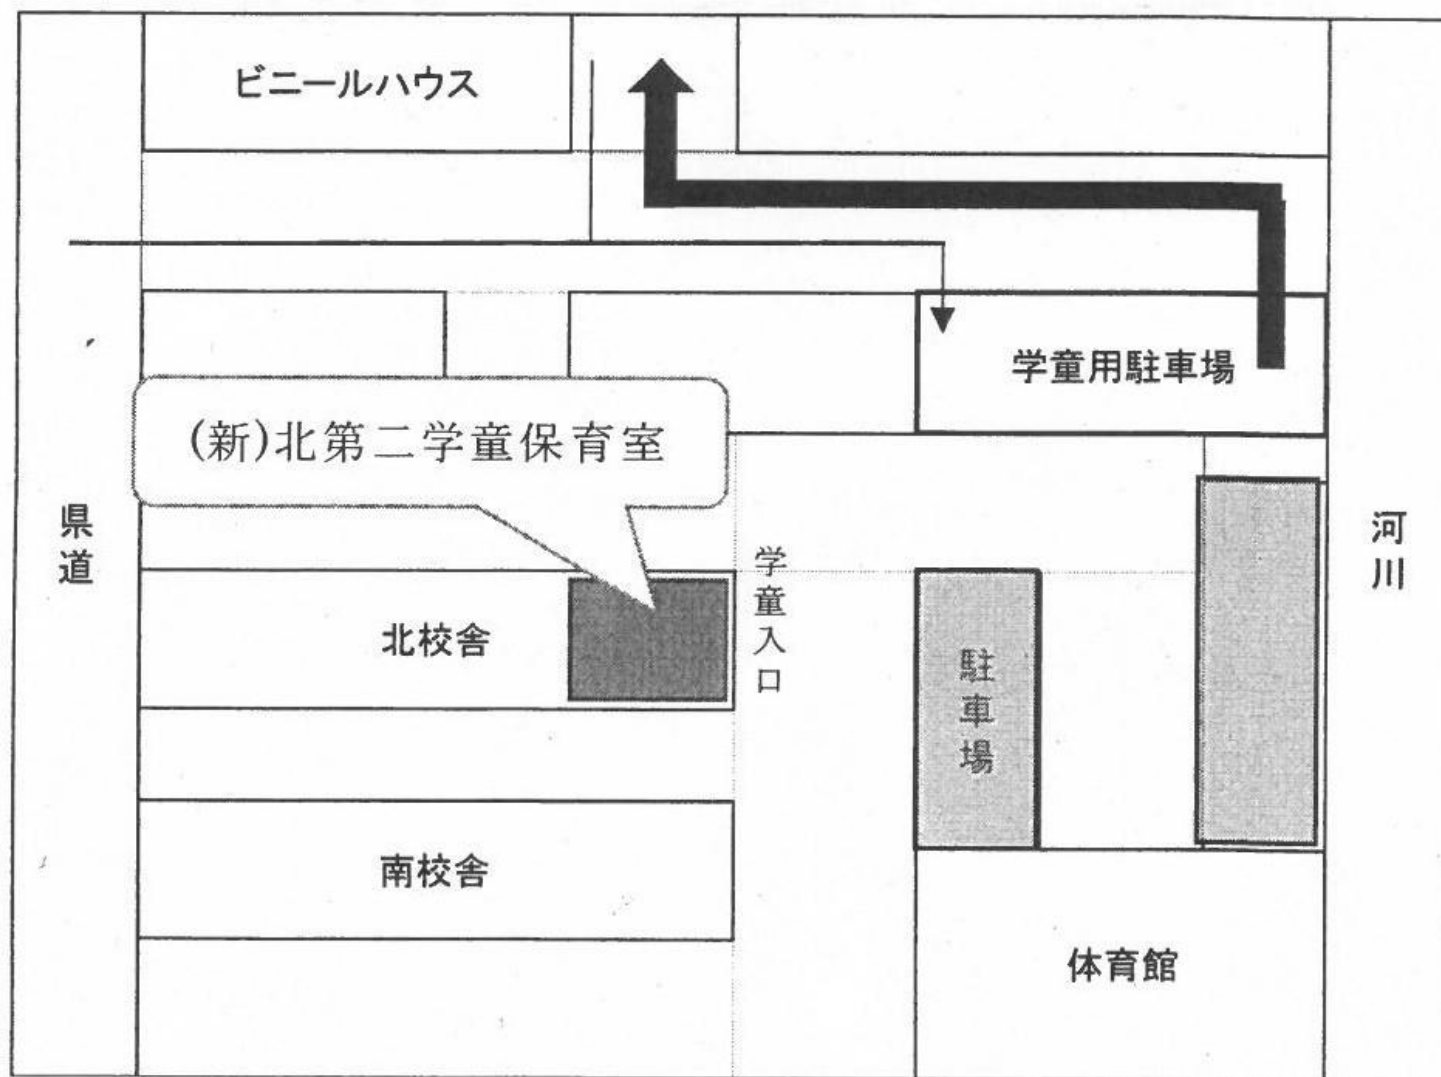 ビニールハウス
学童用駐車場
(新)北第二学童保育室
県道
河川
学童入口
北校舎
駐車場
南校舎
体育館